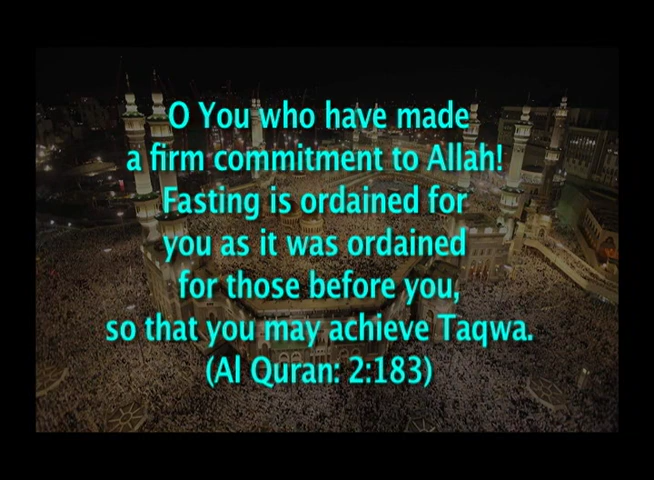 O You who have made
a firm commitment to Allah!
Fasting is ordained for
you as it was ordained
for those before you,
so that you may achieve Taqwa.
(Al Quran: 2:183)